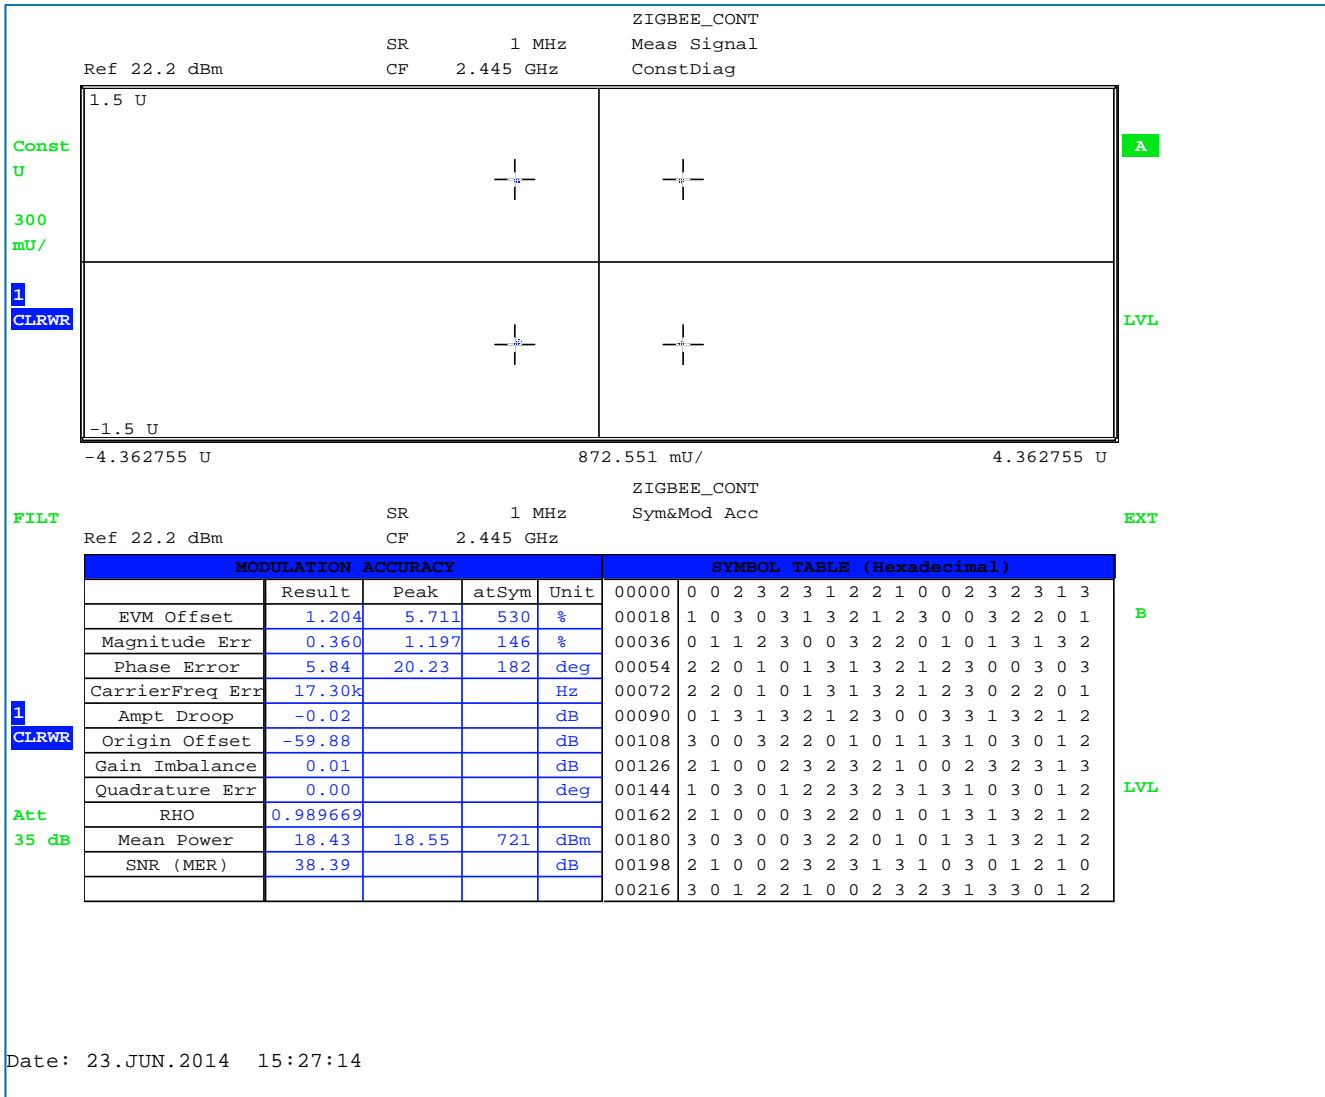 ZIGBEE_CONT
SR 1 MHz Meas Signal
Ref 22.2 dBm CF 2.445 GHz ConstDiag
1.5 U
Const A
U
300
mU/
1
CLRWR LVL
-1.5 U
-4.362755 U 872.551 mU/ 4.362755 U
ZIGBEE_CONT
FILT SR 1 MHz Sym&Mod Acc EXT
Ref 22.2 dBm CF 2.445 GHz
MODULATION ACCURACY SYMBOL TABLE (Hexadecimal)
Result Peak atSym Unit 00000 0 0 2 3 2 3 1 2 2 1 0 0 2 3 2 3 1 3
EVM Offset 1.204 5.711 530 % 00018 1 0 3 0 3 1 3 2 1 2 3 0 0 3 2 2 0 1 B
Magnitude Err 0.360 1.197 146 % 00036 0 1 1 2 3 0 0 3 2 2 0 1 0 1 3 1 3 2
Phase Error 5.84 20.23 182 deg 00054 2 2 0 1 0 1 3 1 3 2 1 2 3 0 0 3 0 3
CarrierFreq Err 17.30k Hz 00072 2 2 0 1 0 1 3 1 3 2 1 2 3 0 2 2 0 1
1 Ampt Droop -0.02 dB 00090 0 1 3 1 3 2 1 2 3 0 0 3 3 1 3 2 1 2
CLRWR Origin Offset -59.88 dB 00108 3 0 0 3 2 2 0 1 0 1 1 3 1 0 3 0 1 2
Gain Imbalance 0.01 dB 00126 2 1 0 0 2 3 2 3 2 1 0 0 2 3 2 3 1 3
Quadrature Err 0.00 deg 00144 1 0 3 0 1 2 2 3 2 3 1 3 1 0 3 0 1 2 LVL
Att RHO 0.989669 00162 2 1 0 0 0 3 2 2 0 1 0 1 3 1 3 2 1 2
35 dB Mean Power 18.43 18.55 721 dBm 00180 3 0 3 0 0 3 2 2 0 1 0 1 3 1 3 2 1 2
SNR (MER) 38.39 dB 00198 2 1 0 0 2 3 2 3 1 3 1 0 3 0 1 2 1 0
00216 3 0 1 2 2 1 0 0 2 3 2 3 1 3 3 0 1 2
Date: 23.JUN.2014 15:27:14